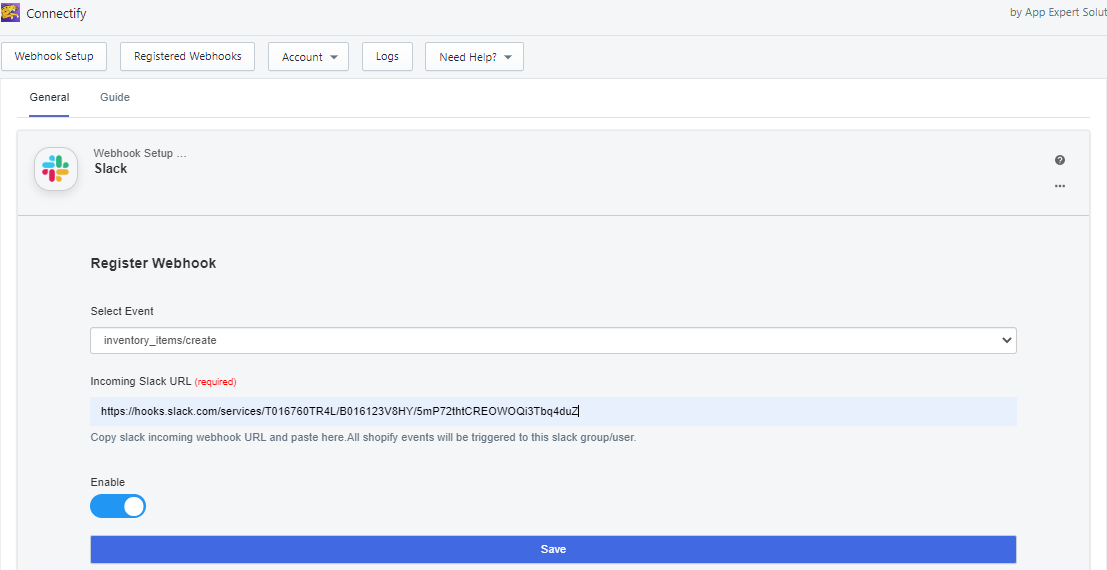 Connectify
by App Expert Solut
Webhook Setup
Registered Webhooks
Account
Logs
Need Help?
General
Guide
Webhook Setup ...
Slack
Register Webhook
Select Event
inventory_items/create
Incoming Slack URL (required)
https://hooks.slack.com/services/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
Copy slack incoming webhook URL and paste here.All shopify events will be triggered to this slack group/user.
Enable
Save